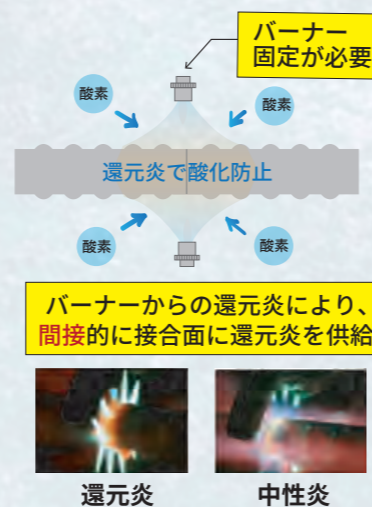 バーナー
固定が必要
酸素
酸素
還元炎で酸化防止
酸素
酸素
バーナーからの還元炎により、
間接的に接合面に還元炎を供給
還元炎
中性炎